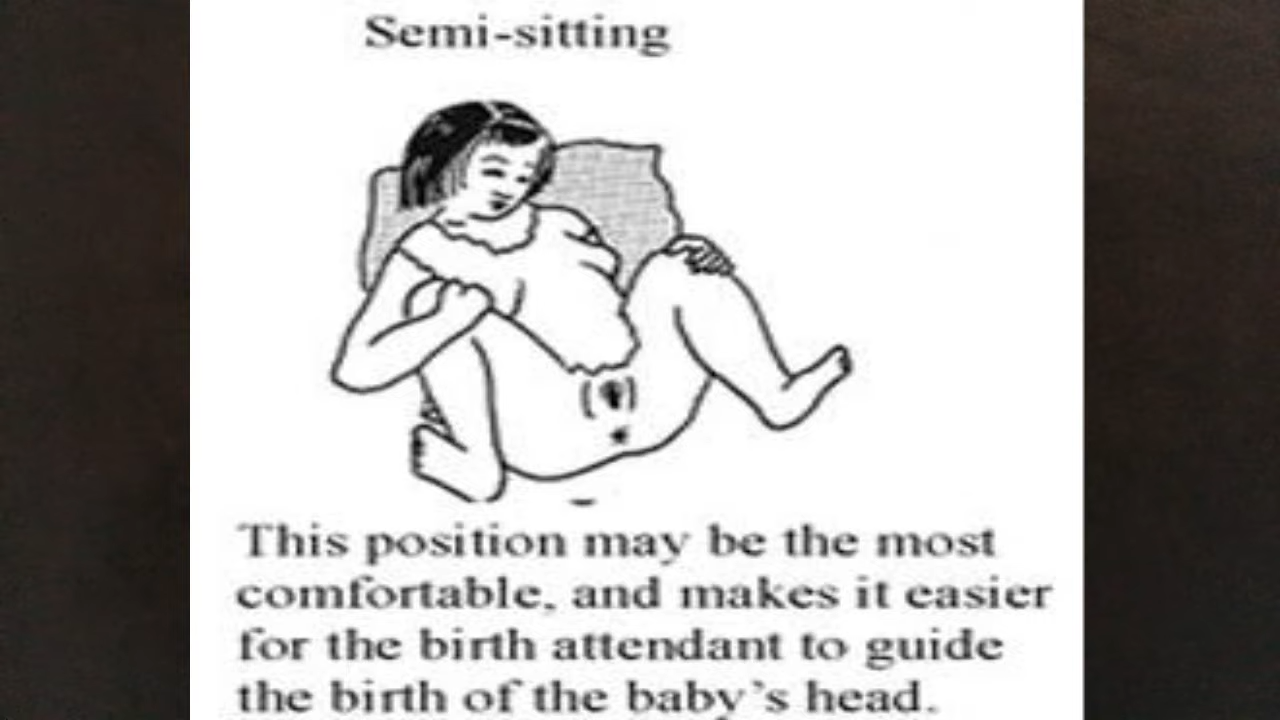 Semi-sitting
This position may be the most
comfortable, and makes it easier
for the birth attendant to guide
the birth of the baby's head.